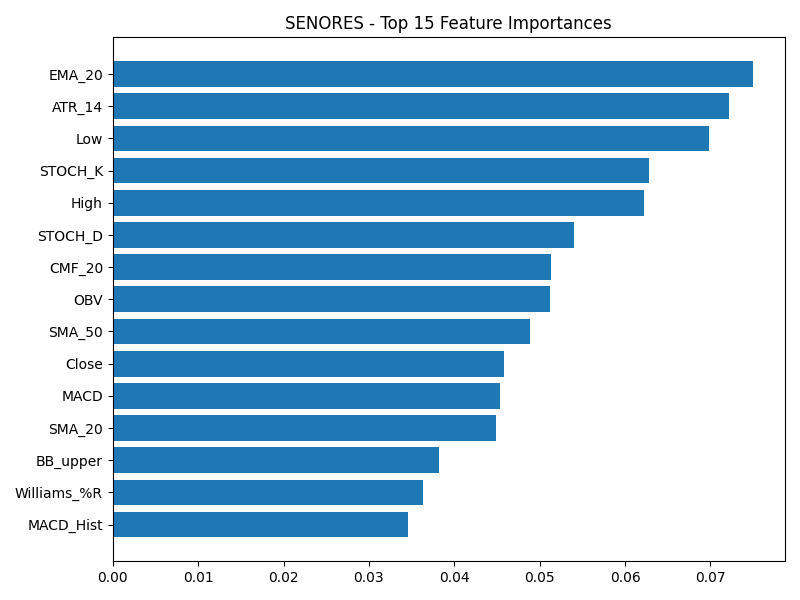 SENORES - Top 15 Feature Importances
EMA_20
ATR_14
Low
STOCH_K
High
STOCH_D
CMF_20
OBV
SMA_50
Close
MACD
SMA_20
BB_upper
Williams_%R
MACD_Hist
0.00 0.01 0.02 0.03 0.04 0.05 0.06 0.07